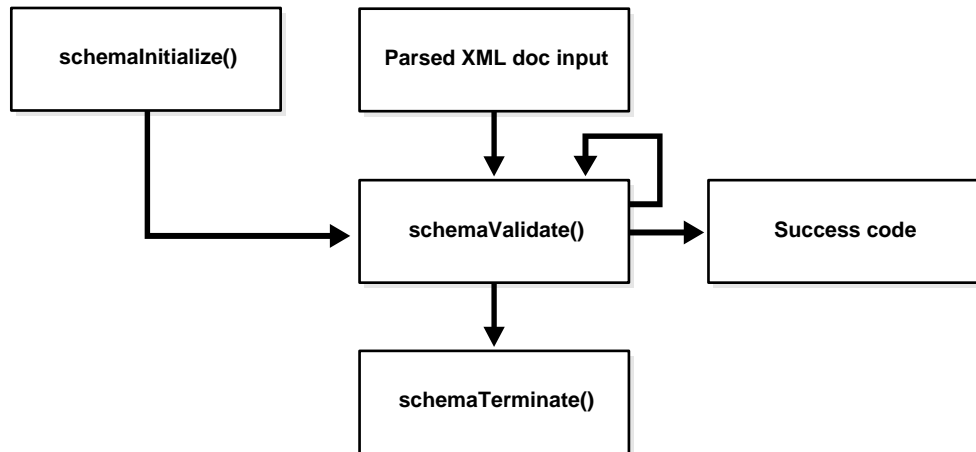 schemaInitialize()
Parsed XML doc input
schemaValidate()
Success code
schemaTerminate()